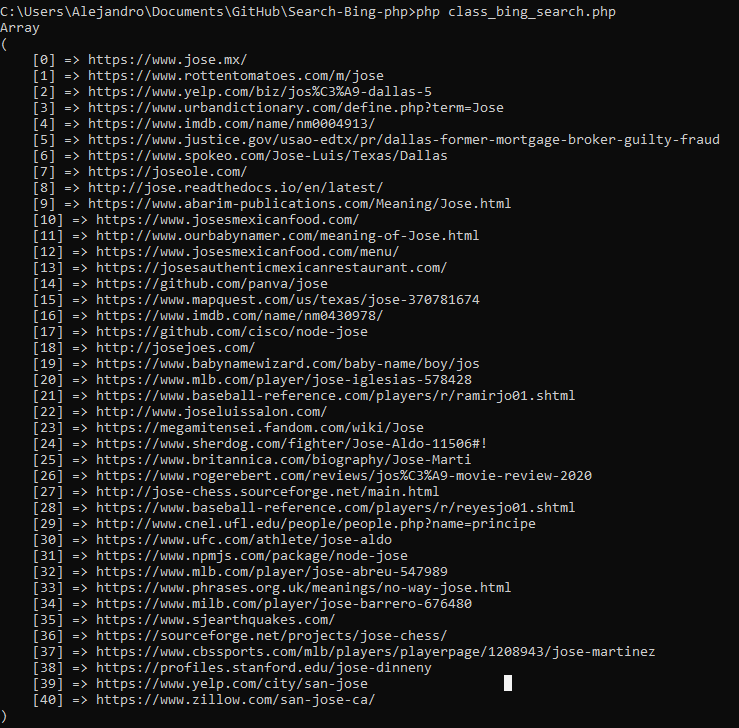 C:\Users\Alejandro\Documents\GitHub\Search-Bing-php>php class_bing_search.php
Array
(
    [0] => https://www.jose.mx/
    [1] => https://www.rottentomatoes.com/m/jose
    [2] => https://www.yelp.com/biz/jos%C3%A9-dallas-5
    [3] => https://www.urbandictionary.com/define.php?term=Jose
    [4] => https://www.imdb.com/name/nm0004913/
    [5] => https://www.justice.gov/usao-edtx/pr/dallas-former-mortgage-broker-guilty-fraud
    [6] => https://www.spokeo.com/Jose-Luis/Texas/Dallas
    [7] => https://joseole.com/
    [8] => http://jose.readthedocs.io/en/latest/
    [9] => https://www.abarim-publications.com/Meaning/Jose.html
    [10] => https://www.josesmexicanfood.com/
    [11] => http://www.ourbabynamer.com/meaning-of-Jose.html
    [12] => https://www.josesmexicanfood.com/menu/
    [13] => https://josesauthenticmexicanrestaurant.com/
    [14] => https://github.com/panva/jose
    [15] => https://www.mapquest.com/us/texas/jose-370781674
    [16] => https://www.imdb.com/name/nm0430978/
    [17] => https://github.com/cisco/node-jose
    [18] => http://josejoes.com/
    [19] => https://www.babynamewizard.com/baby-name/boy/jos
    [20] => https://www.mlb.com/player/jose-iglesias-578428
    [21] => https://www.baseball-reference.com/players/r/ramirjo01.shtml
    [22] => http://www.joseluissalon.com/
    [23] => https://megamitensei.fandom.com/wiki/Jose
    [24] => https://www.sherdog.com/fighter/Jose-Aldo-11506#!
    [25] => https://www.britannica.com/biography/Jose-Marti
    [26] => https://www.rogerebert.com/reviews/jos%C3%A9-movie-review-2020
    [27] => http://jose-chess.sourceforge.net/main.html
    [28] => https://www.baseball-reference.com/players/r/reyesjo01.shtml
    [29] => http://www.cnel.ufl.edu/people/people.php?name=principe
    [30] => https://www.ufc.com/athlete/jose-aldo
    [31] => https://www.npmjs.com/package/node-jose
    [32] => https://www.mlb.com/player/jose-abreu-547989
    [33] => https://www.phrases.org.uk/meanings/no-way-jose.html
    [34] => https://www.milb.com/player/jose-barrero-676480
    [35] => https://www.sjearthquakes.com/
    [36] => https://sourceforge.net/projects/jose-chess/
    [37] => https://www.cbssports.com/mlb/players/playerpage/1208943/jose-martinez
    [38] => https://profiles.stanford.edu/jose-dinneny
    [39] => https://www.yelp.com/city/san-jose
    [40] => https://www.zillow.com/san-jose-ca/
)